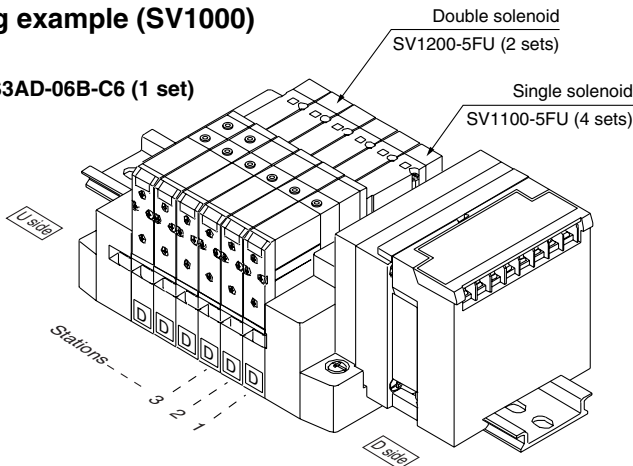 g example (SV1000)
Double solenoid
SV1200-5FU (2 sets)
S3AD-06B-C6 (1 set)
Single solenoid
SV1100-5FU (4 sets)
U side
D D D D D D
Stations
3
2
1
D side